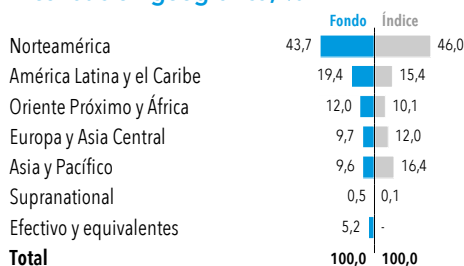 Fondo Índice
Norteamérica 43,7 46,0
América Latina y el Caribe 19,4 15,4
Oriente Próximo y África 12,0 10,1
Europa y Asia Central 9,7 12,0
Asia y Pacífico 9,6 16,4
Supranational 0,5 0,1
Efectivo y equivalentes 5,2 -
Total 100,0 100,0